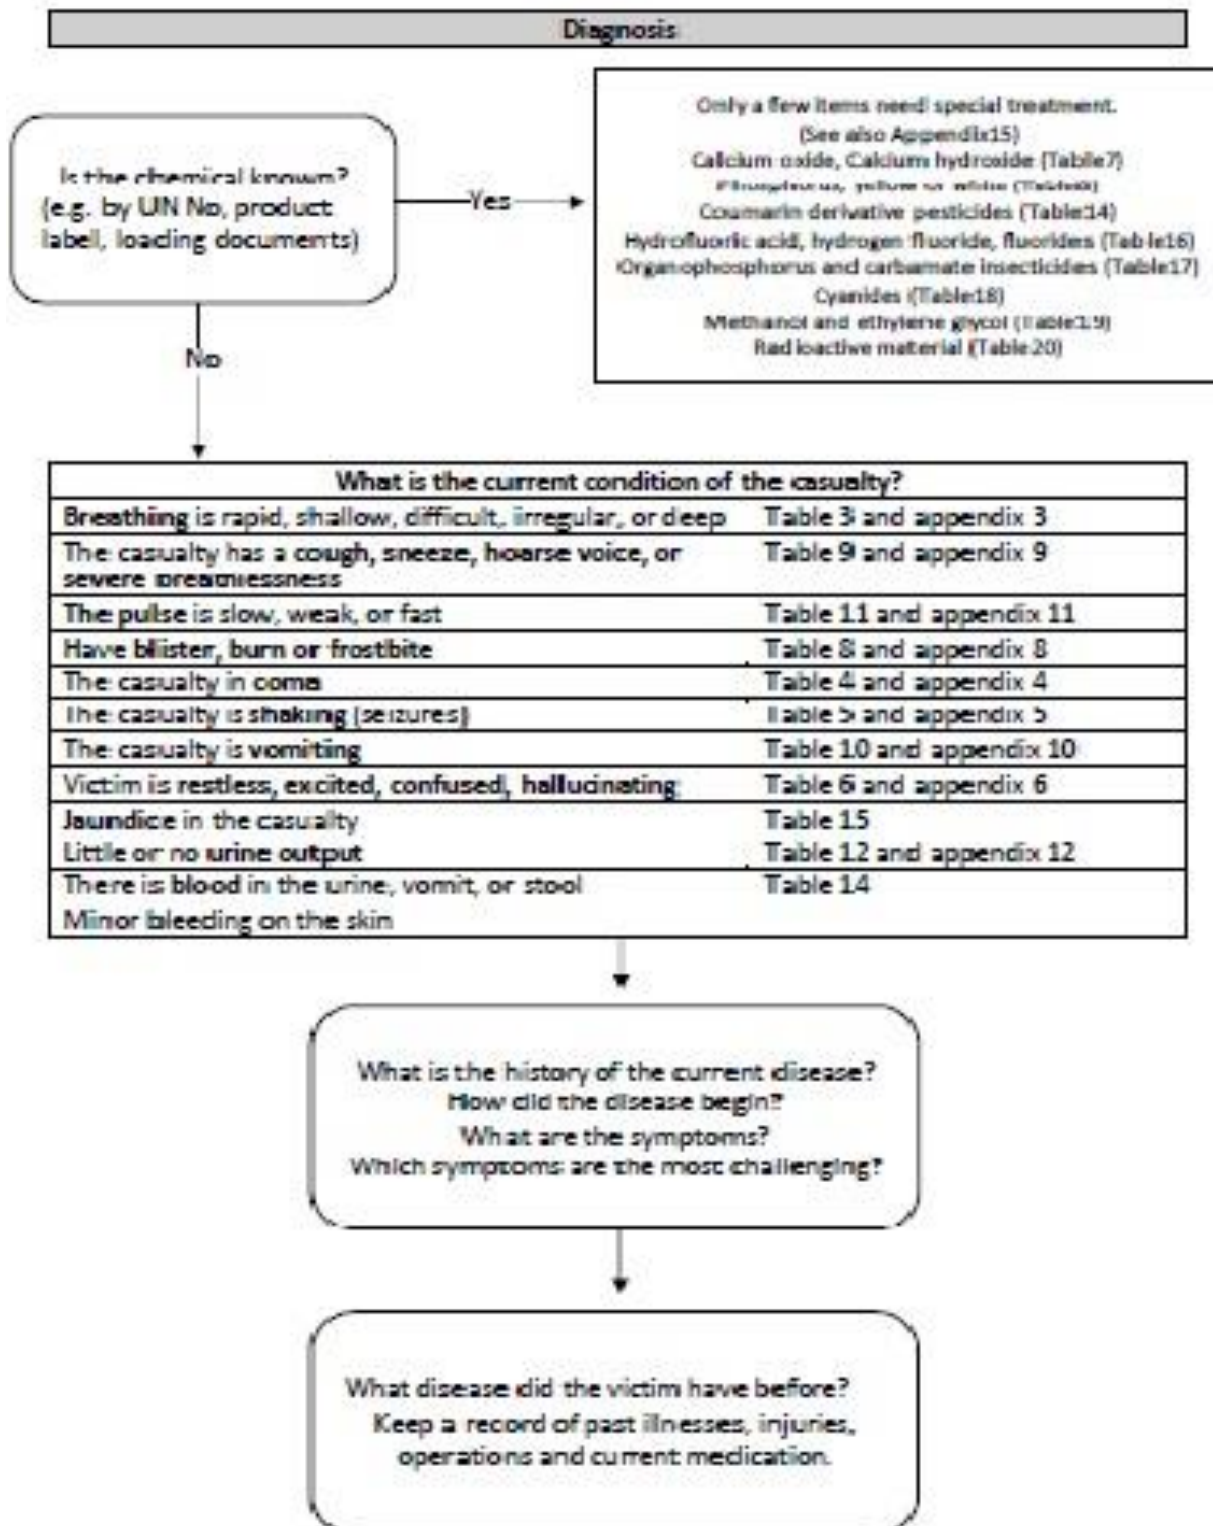 Diagnosis
Is the chemical known?
(e.g. by UN No, product
label, loading documents)
Yes
No
Only a few items need special treatment.
(See also Appendix15)
Calcium oxide, Calcium hydroxide (Table7)
Phosphorus, yellow or white
Coumarin derivative pesticides (Table14)
Hydrofluoric acid, hydrogen fluoride, fluorides (Table16)
Organophosphorus and carbamate insecticides (Table17)
Cyanides (Table18)
Methanol and ethylene glycol (Table19)
Radioactive material (Table20)
What is the current condition of the casualty?
Breathing is rapid, shallow, difficult, irregular, or deep Table 3 and appendix 3
The casualty has a cough, sneeze, hoarse voice, or Table 9 and appendix 9
severe breathlessness
The pulse is slow, weak, or fast Table 11 and appendix 11
Have blister, burn or frostbite Table 8 and appendix 8
The casualty in coma Table 4 and appendix 4
The casualty is shaking (seizures) Table 5 and appendix 5
The casualty is vomiting Table 10 and appendix 10
Victim is restless, excited, confused, hallucinating Table 6 and appendix 6
Jaundice in the casualty Table 15
Little or no urine output Table 12 and appendix 12
There is blood in the urine, vomit, or stool Table 14
Minor bleeding on the skin
What is the history of the current disease?
How did the disease begin?
What are the symptoms?
Which symptoms are the most challenging?
What disease did the victim have before?
Keep a record of past illnesses, injuries,
operations and current medication.